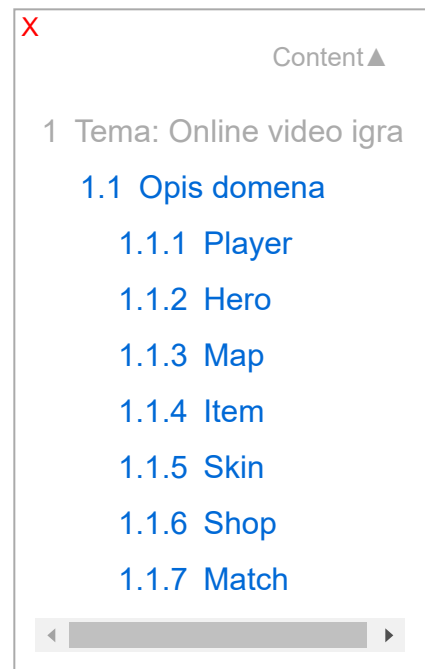 X
Content▲
1 Tema: Online video igra
1.1 Opis domena
1.1.1 Player
1.1.2 Hero
1.1.3 Map
1.1.4 Item
1.1.5 Skin
1.1.6 Shop
1.1.7 Match